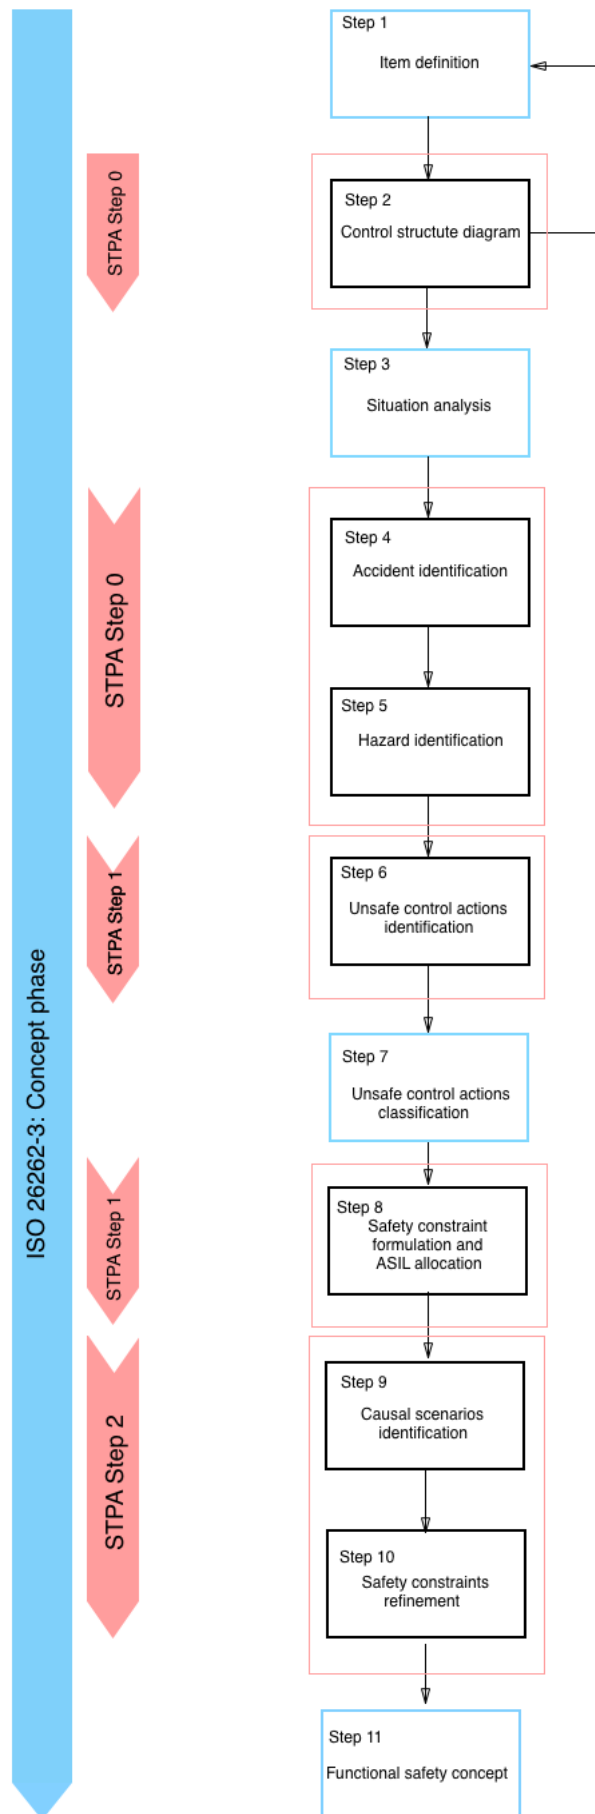 Step 1
Item definition
STPA Step 0
Step 2
Control structute diagram
Step 3
Situation analysis
STPA Step 0
Step 4
Accident identification
Step 5
Hazard identification
STPA Step 1
Step 6
Unsafe control actions
identification
ISO 26262-3: Concept phase
Step 7
Unsafe control actions
classification
STPA Step 1
Step 8
Safety constraint
formulation and
ASIL allocation
STPA Step 2
Step 9
Causal scenarios
identification
Step 10
Safety constraints
refinement
Step 11
Functional safety concept